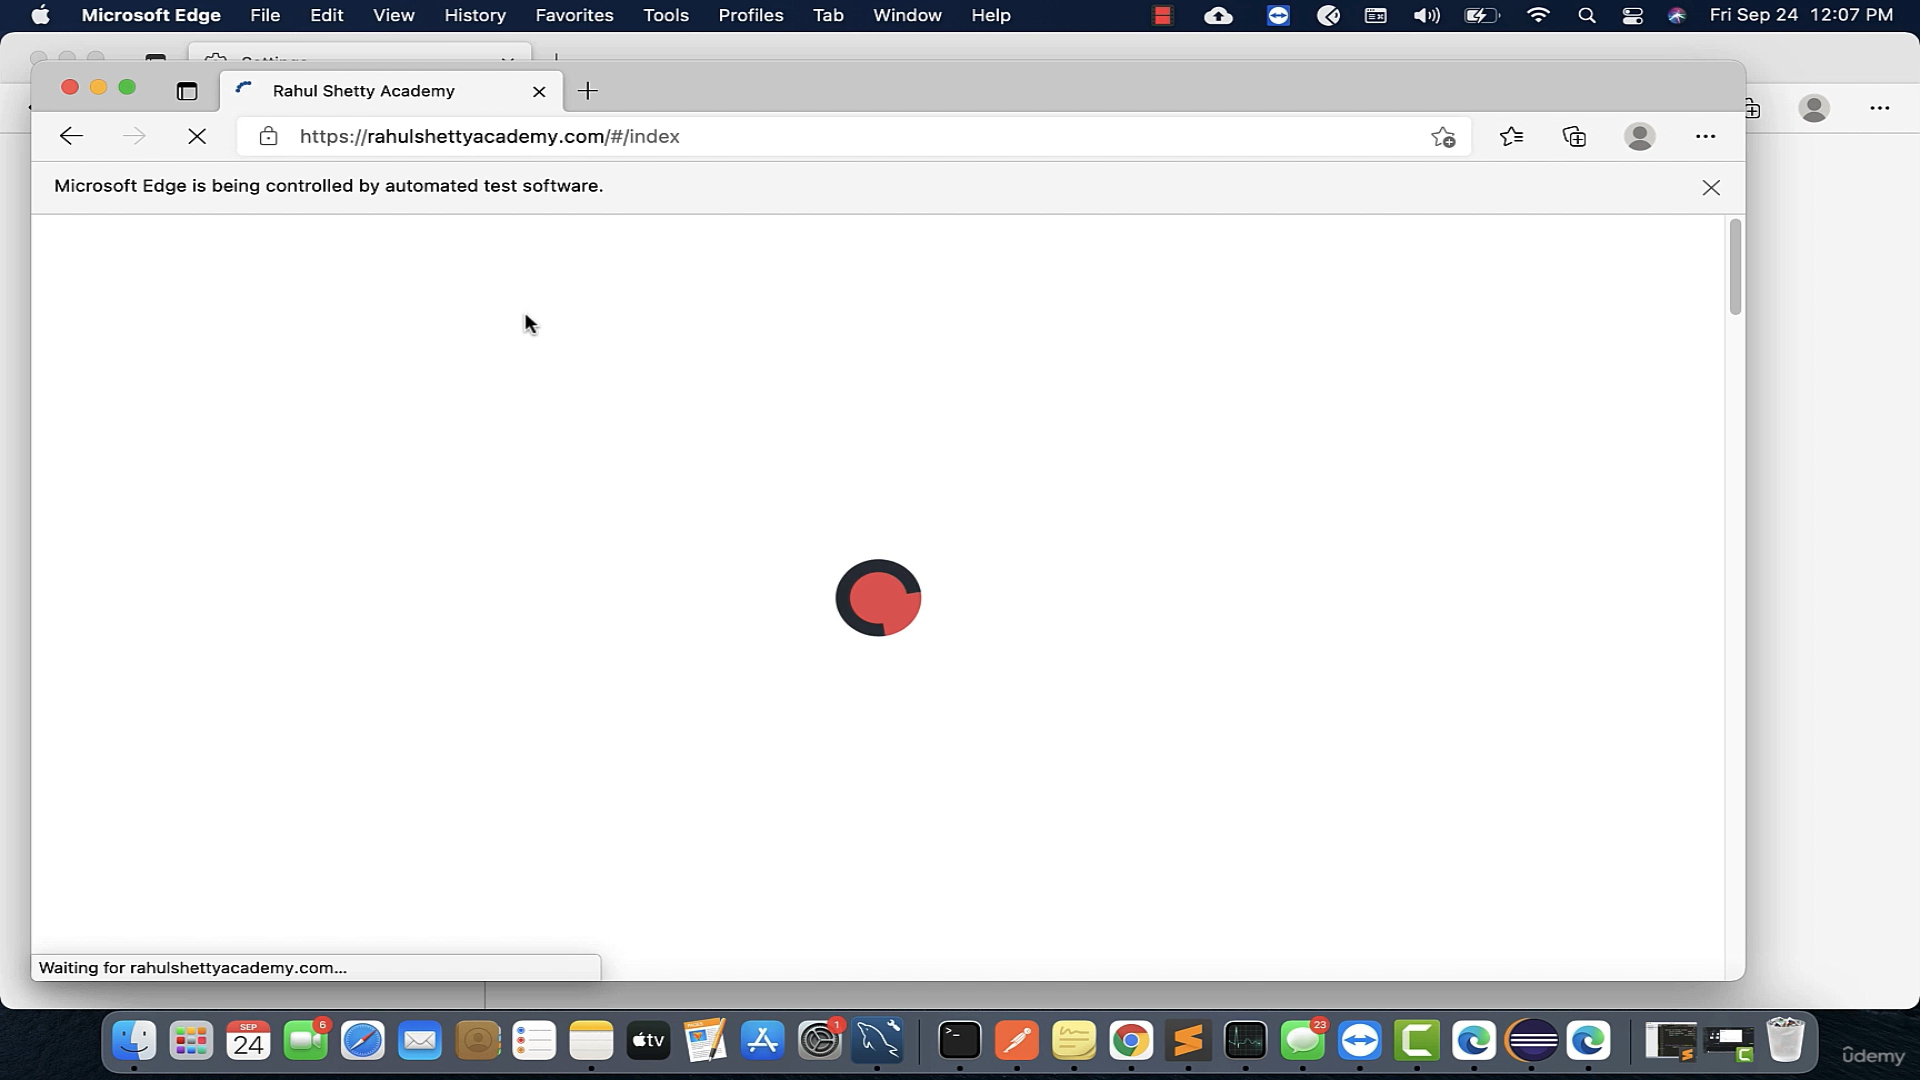 Microsoft Edge File Edit View History Favorites Tools Profiles Tab Window Help Fri Sep 24 12:07 PM
Rahul Shetty Academy
https://rahulshettyacademy.com/#/index
Microsoft Edge is being controlled by automated test software.
Waiting for rahulshettyacademy.com...
SEP
24
6
tv
PAGES
1
>_
23
C
ûdemy